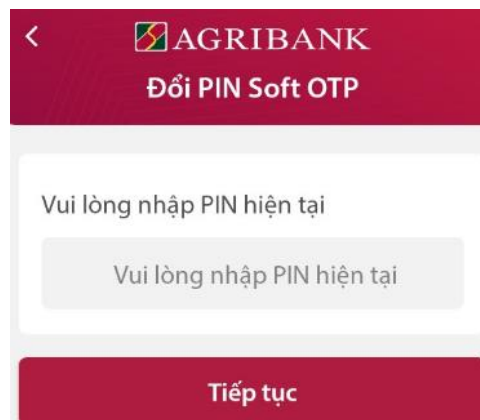 AGRIBANK
Đổi PIN Soft OTP
Vui lòng nhập PIN hiện tại
Vui lòng nhập PIN hiện tại
Tiếp tục